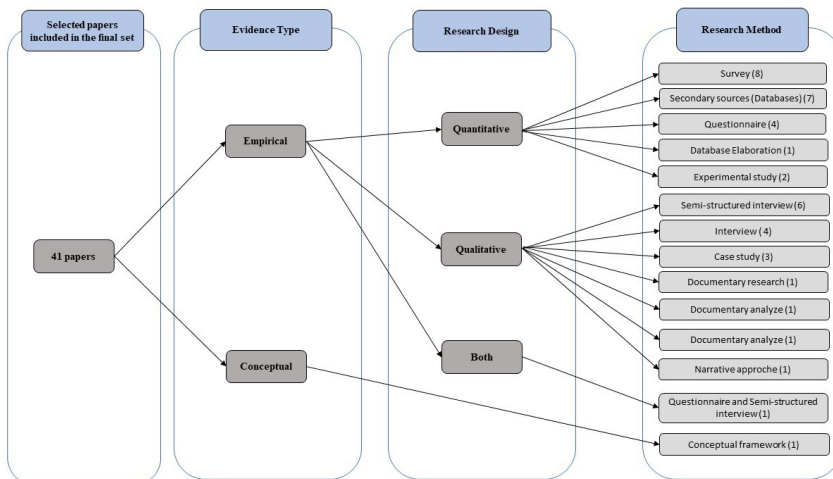 Selected papers
included in the final set
Evidence Type
Research Design
Research Method
41 papers
Empirical
Conceptual
Quantitative
Qualitative
Both
Survey (8)
Secondary sources (Databases) (7)
Questionnaire (4)
Database Elaboration (1)
Experimental study (2)
Semi-structured interview (6)
Interview (4)
Case study (3)
Documentary research (1)
Documentary analyze (1)
Documentary analyze (1)
Narrative approche (1)
Questionnaire and Semi-structured
interview (1)
Conceptual framework (1)